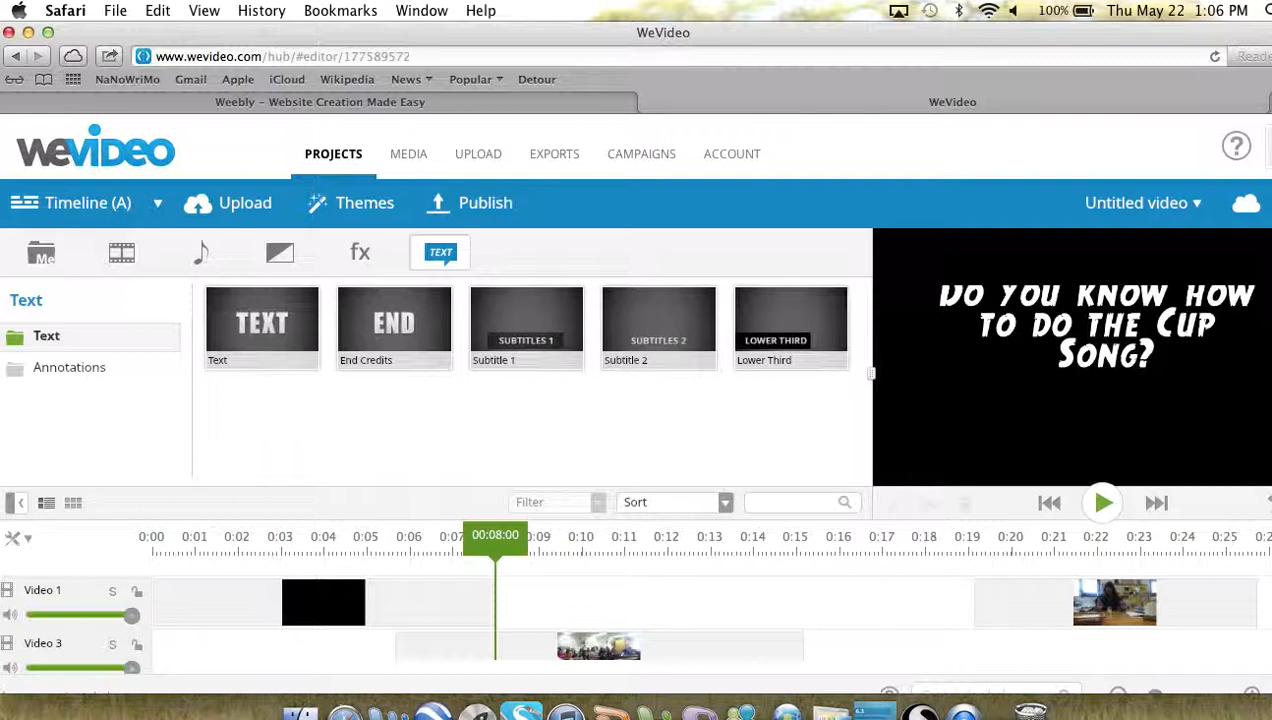 Safari File Edit View History Bookmarks Window Help 100% Thu May 22 1:06 PM
WeVideo
www.wevideo.com/hub/#editor/177589572 Reade
NaNoWriMo Gmail Apple iCloud Wikipedia News Popular Detour
Weebly – Website Creation Made Easy WeVideo
WEVIDEO PROJECTS MEDIA UPLOAD EXPORTS CAMPAIGNS ACCOUNT ?
Timeline (A) Upload Themes Publish Untitled video
Me fx TEXT
Text
Text
Annotations
TEXT END SUBTITLES 1 SUBTITLES 2 LOWER THIRD
Text End Credits Subtitle 1 Subtitle 2 Lower Third
DO YOU KNOW HOW
TO DO THE CUP
SONG?
Filter Sort
00:08:00
0:00 0:01 0:02 0:03 0:04 0:05 0:06 0:07 0:09 0:10 0:11 0:12 0:13 0:14 0:15 0:16 0:17 0:18 0:19 0:20 0:21 0:22 0:23 0:24 0:25 0:2
Video 1 S
Video 3 S